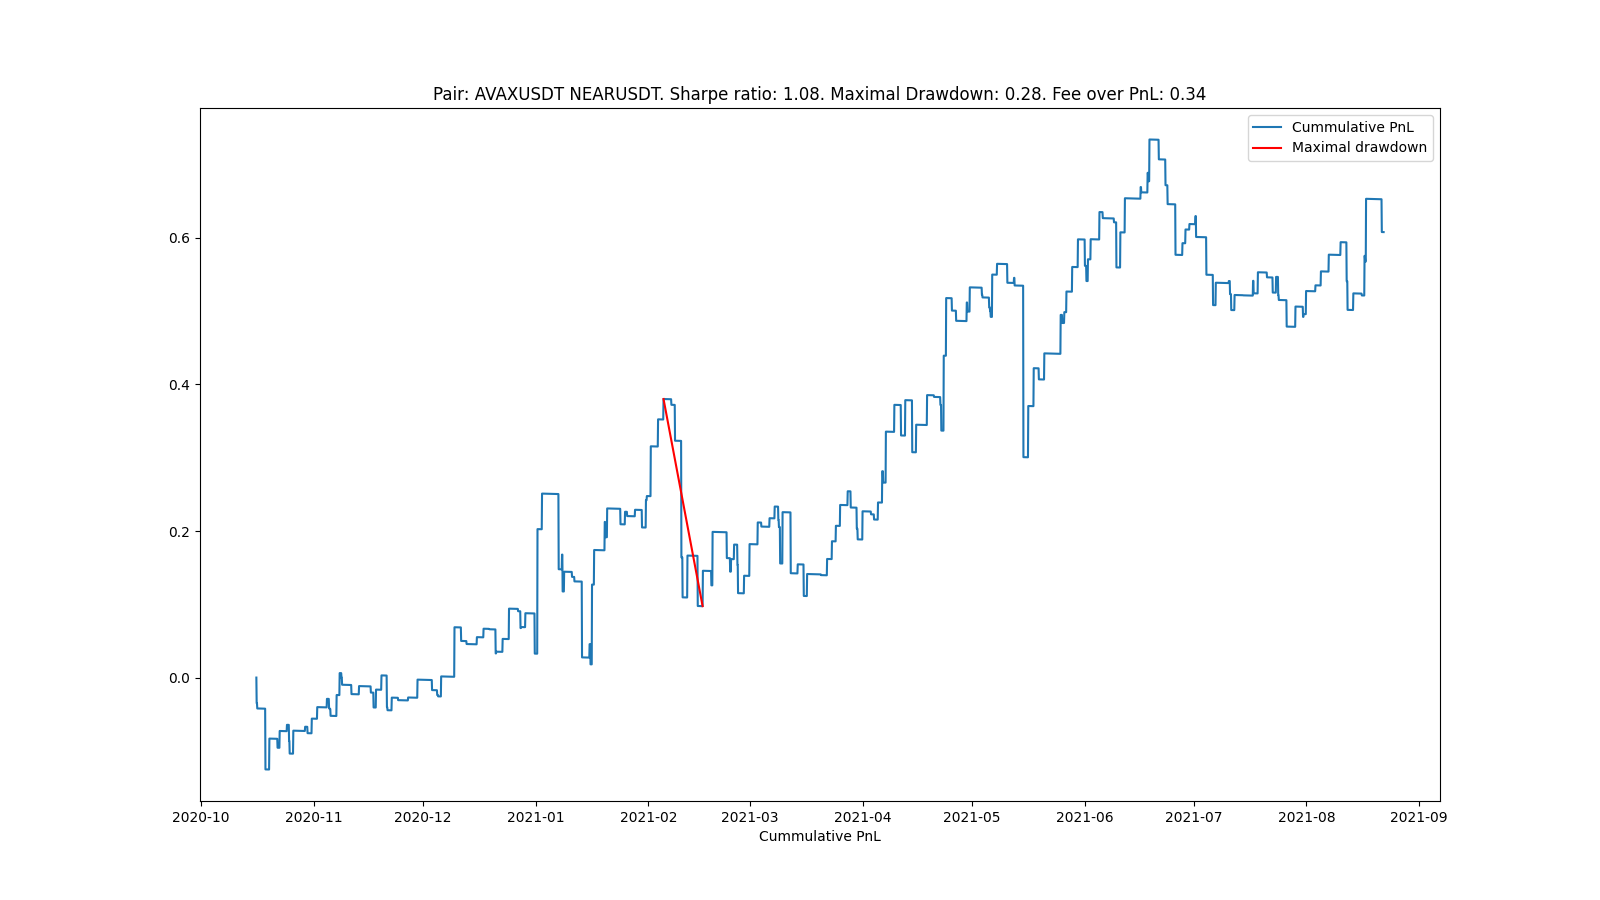 Pair: AVAXUSDT NEARUSDT. Sharpe ratio: 1.08. Maximal Drawdown: 0.28. Fee over PnL: 0.34
Cummulative PnL
Maximal drawdown
0.6
0.4
0.2
0.0
2020-10 2020-11 2020-12 2021-01 2021-02 2021-03 2021-04 2021-05 2021-06 2021-07 2021-08 2021-09
Cummulative PnL